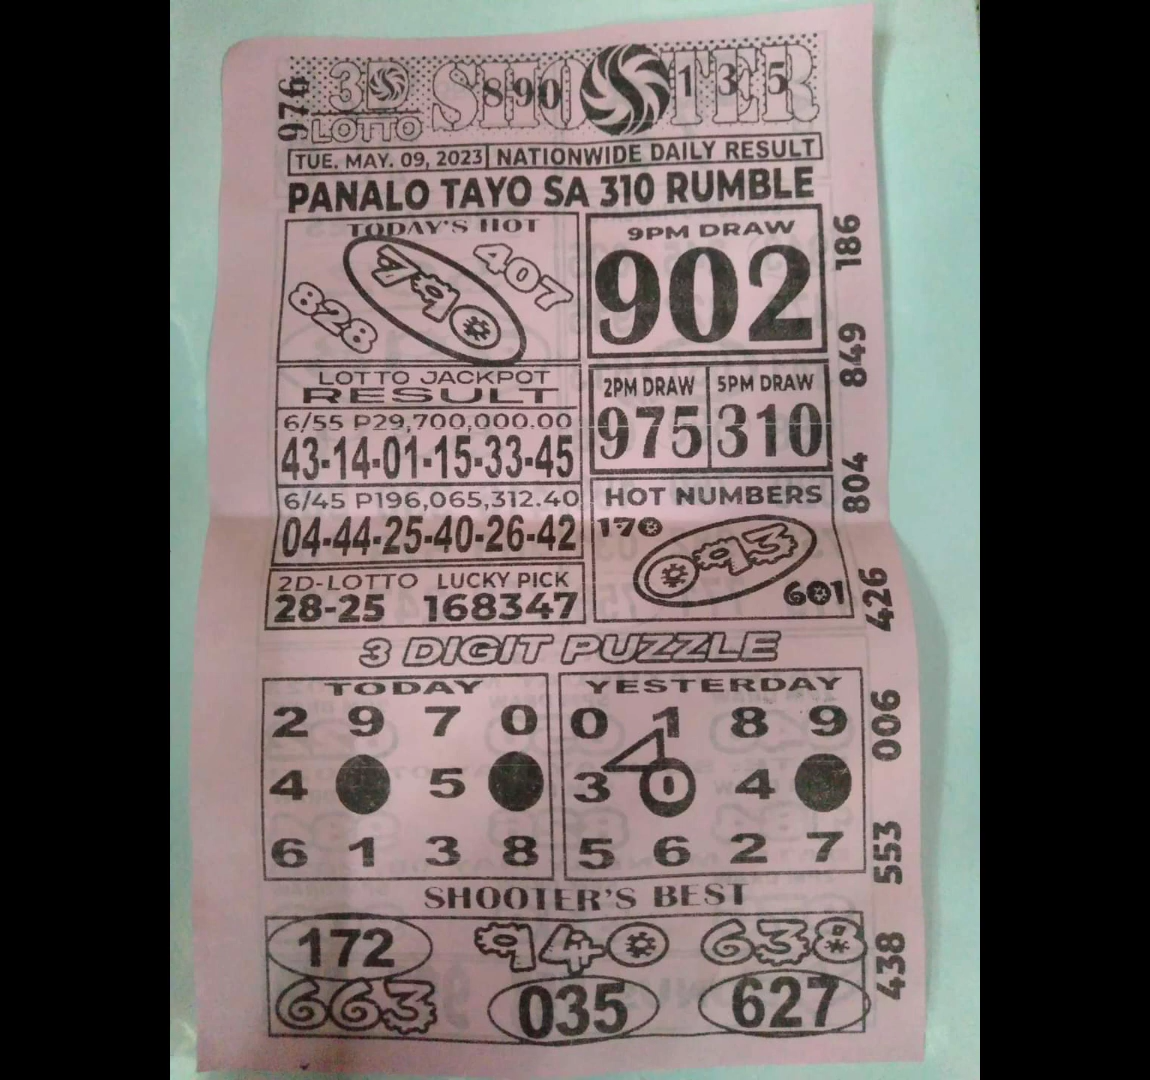 976
3D LOTTO
SHOOTER
890
135
TUE. MAY. 09, 2023
NATIONWIDE DAILY RESULT
PANALO TAYO SA 310 RUMBLE
TODAY'S HOT
407
790
828
9PM DRAW
902
LOTTO JACKPOT
RESULT
6/55 P29,700,000.00
43-14-01-15-33-45
6/45 P196,065,312.40
04-44-25-40-26-42
2D-LOTTO LUCKY PICK
28-25 168347
2PM DRAW 5PM DRAW
975 310
HOT NUMBERS
170
093
601
186
849
804
426
006
553
438
3 DIGIT PUZZLE
TODAY
2 9 7 0
4 5
6 1 3 8
YESTERDAY
0 1 8 9
3 0 4
5 6 2 7
SHOOTER'S BEST
172 940 638
663 035 627